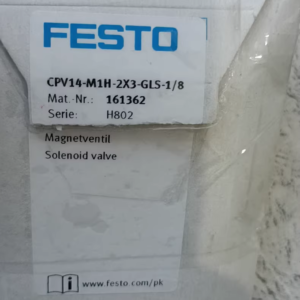 FESTO
CPV14-M1H-2X3-GLS-1/8
Mat.-Nr.: 161362
Serie: H802
Magnetventil
Solenoid valve
www.festo.com/pk